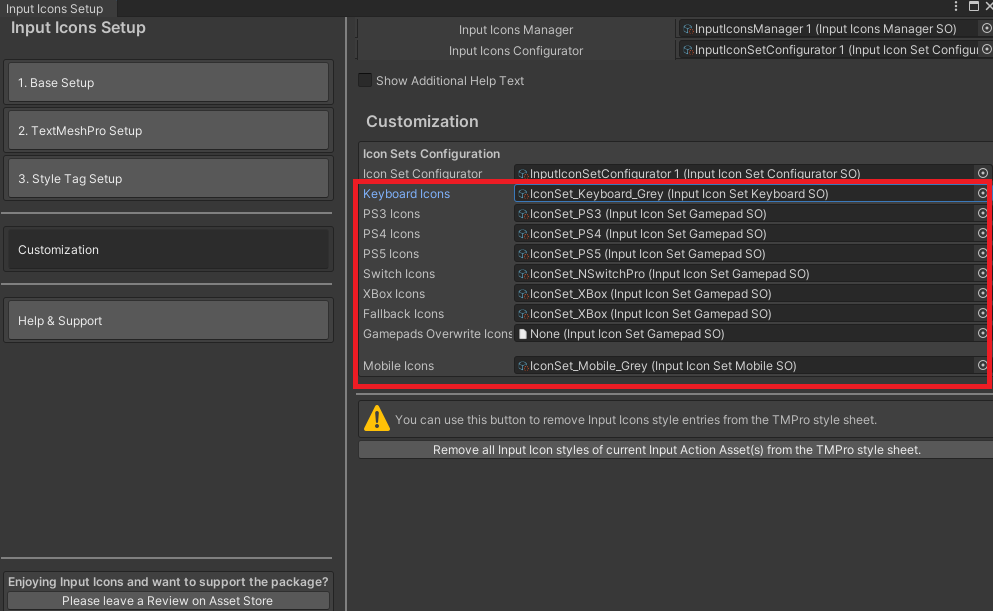 Input Icons Setup
Input Icons Setup
1. Base Setup
2. TextMeshPro Setup
3. Style Tag Setup
Customization
Help & Support
Enjoying Input Icons and want to support the package?
Please leave a Review on Asset Store
Input Icons Manager InputIconsManager 1 (Input Icons Manager SO)
Input Icons Configurator InputIconSetConfigurator 1 (Input Icon Set Configur
Show Additional Help Text
Customization
Icon Sets Configuration
Icon Set Configurator InputIconSetConfigurator 1 (Input Icon Set Configurator SO)
Keyboard Icons IconSet_Keyboard_Grey (Input Icon Set Keyboard SO)
PS3 Icons IconSet_PS3 (Input Icon Set Gamepad SO)
PS4 Icons IconSet_PS4 (Input Icon Set Gamepad SO)
PS5 Icons IconSet_PS5 (Input Icon Set Gamepad SO)
Switch Icons IconSet_NSwitchPro (Input Icon Set Gamepad SO)
XBox Icons IconSet_XBox (Input Icon Set Gamepad SO)
Fallback Icons IconSet_XBox (Input Icon Set Gamepad SO)
Gamepads Overwrite Icons None (Input Icon Set Gamepad SO)
Mobile Icons IconSet_Mobile_Grey (Input Icon Set Mobile SO)
You can use this button to remove Input Icons style entries from the TMPro style sheet.
Remove all Input Icon styles of current Input Action Asset(s) from the TMPro style sheet.